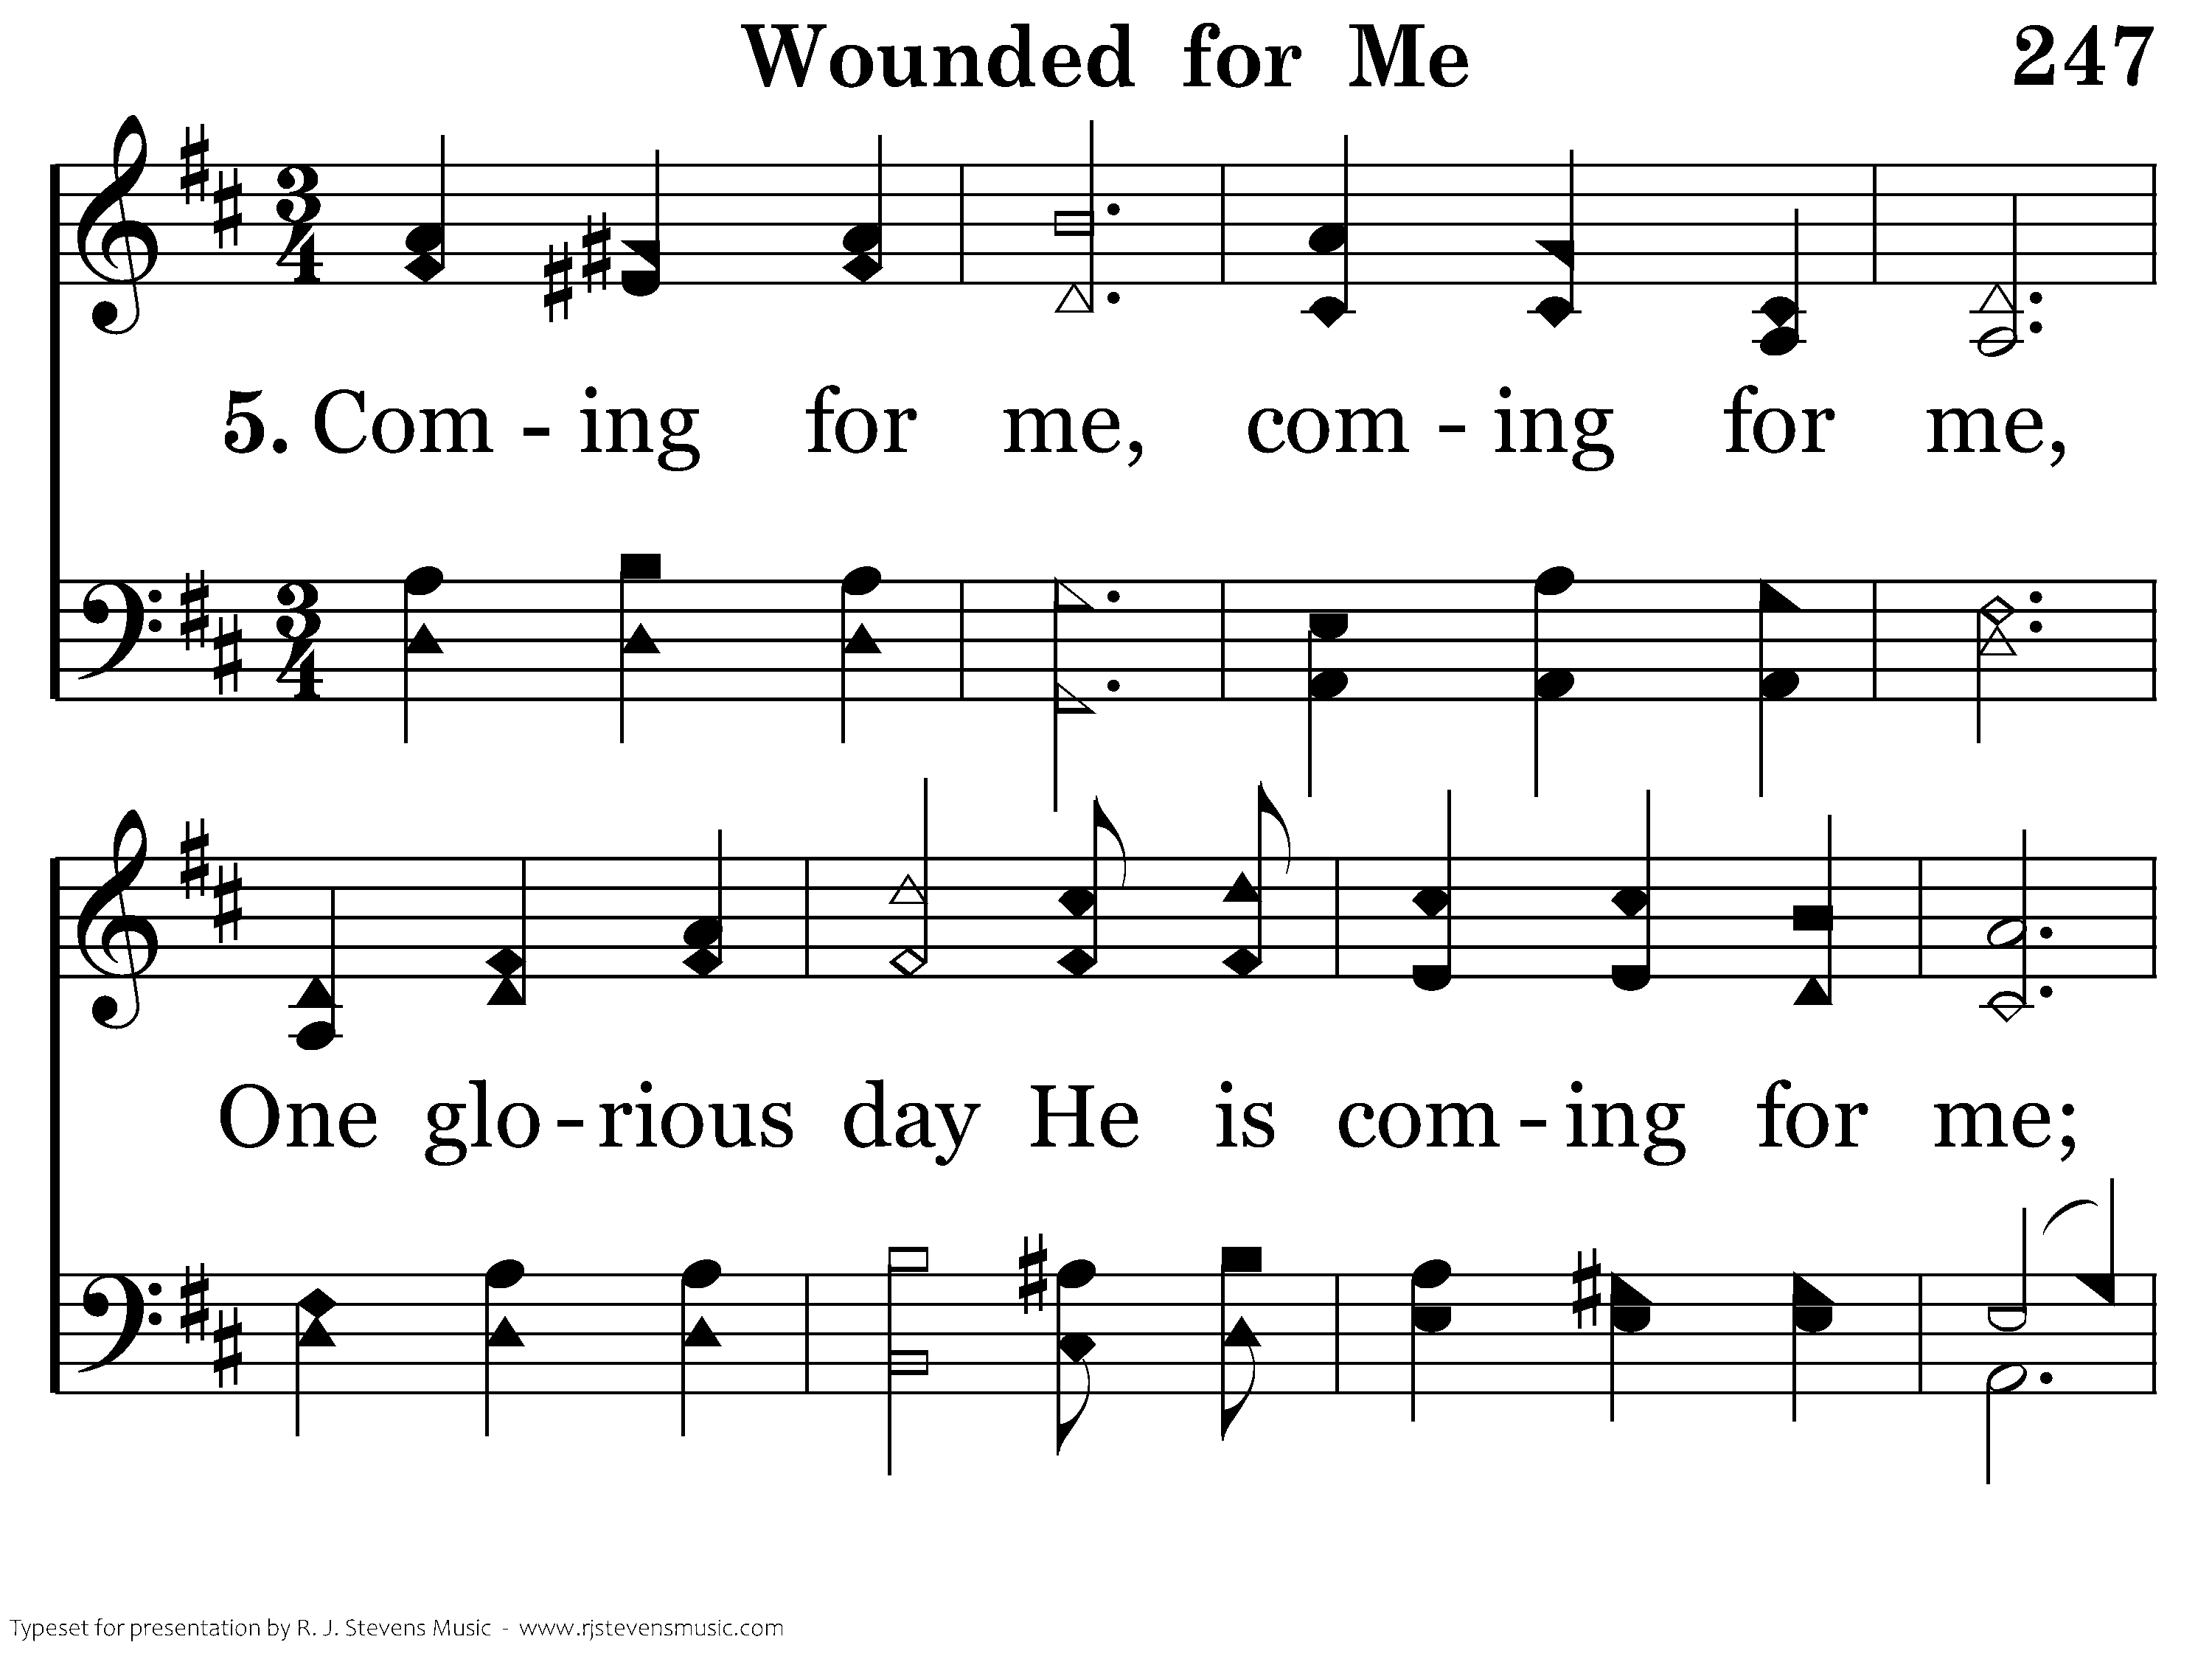 Wounded for Me 247
5. Com - ing for me, com - ing for me,
One glo - rious day He is com - ing for me;
Typeset for presentation by R. J. Stevens Music - www.rjstevensmusic.com